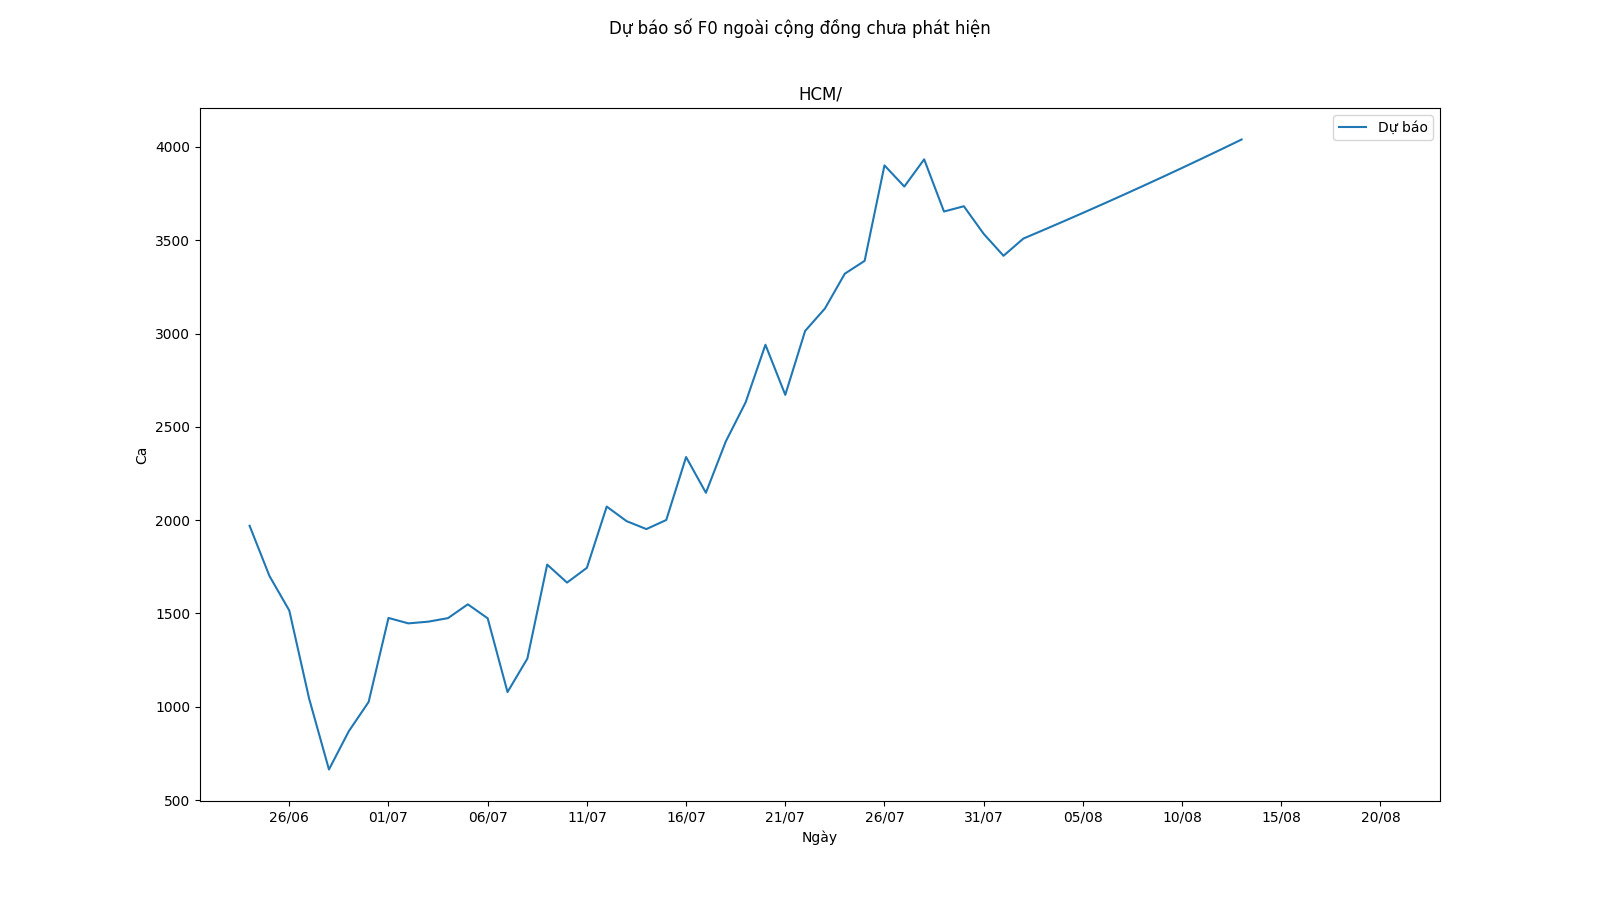 Dự báo số F0 ngoài cộng đồng chưa phát hiện
HCM/
Dự báo
4000
3500
3000
2500
2000
1500
1000
500
Ca
26/06 01/07 06/07 11/07 16/07 21/07 26/07 31/07 05/08 10/08 15/08 20/08
Ngày